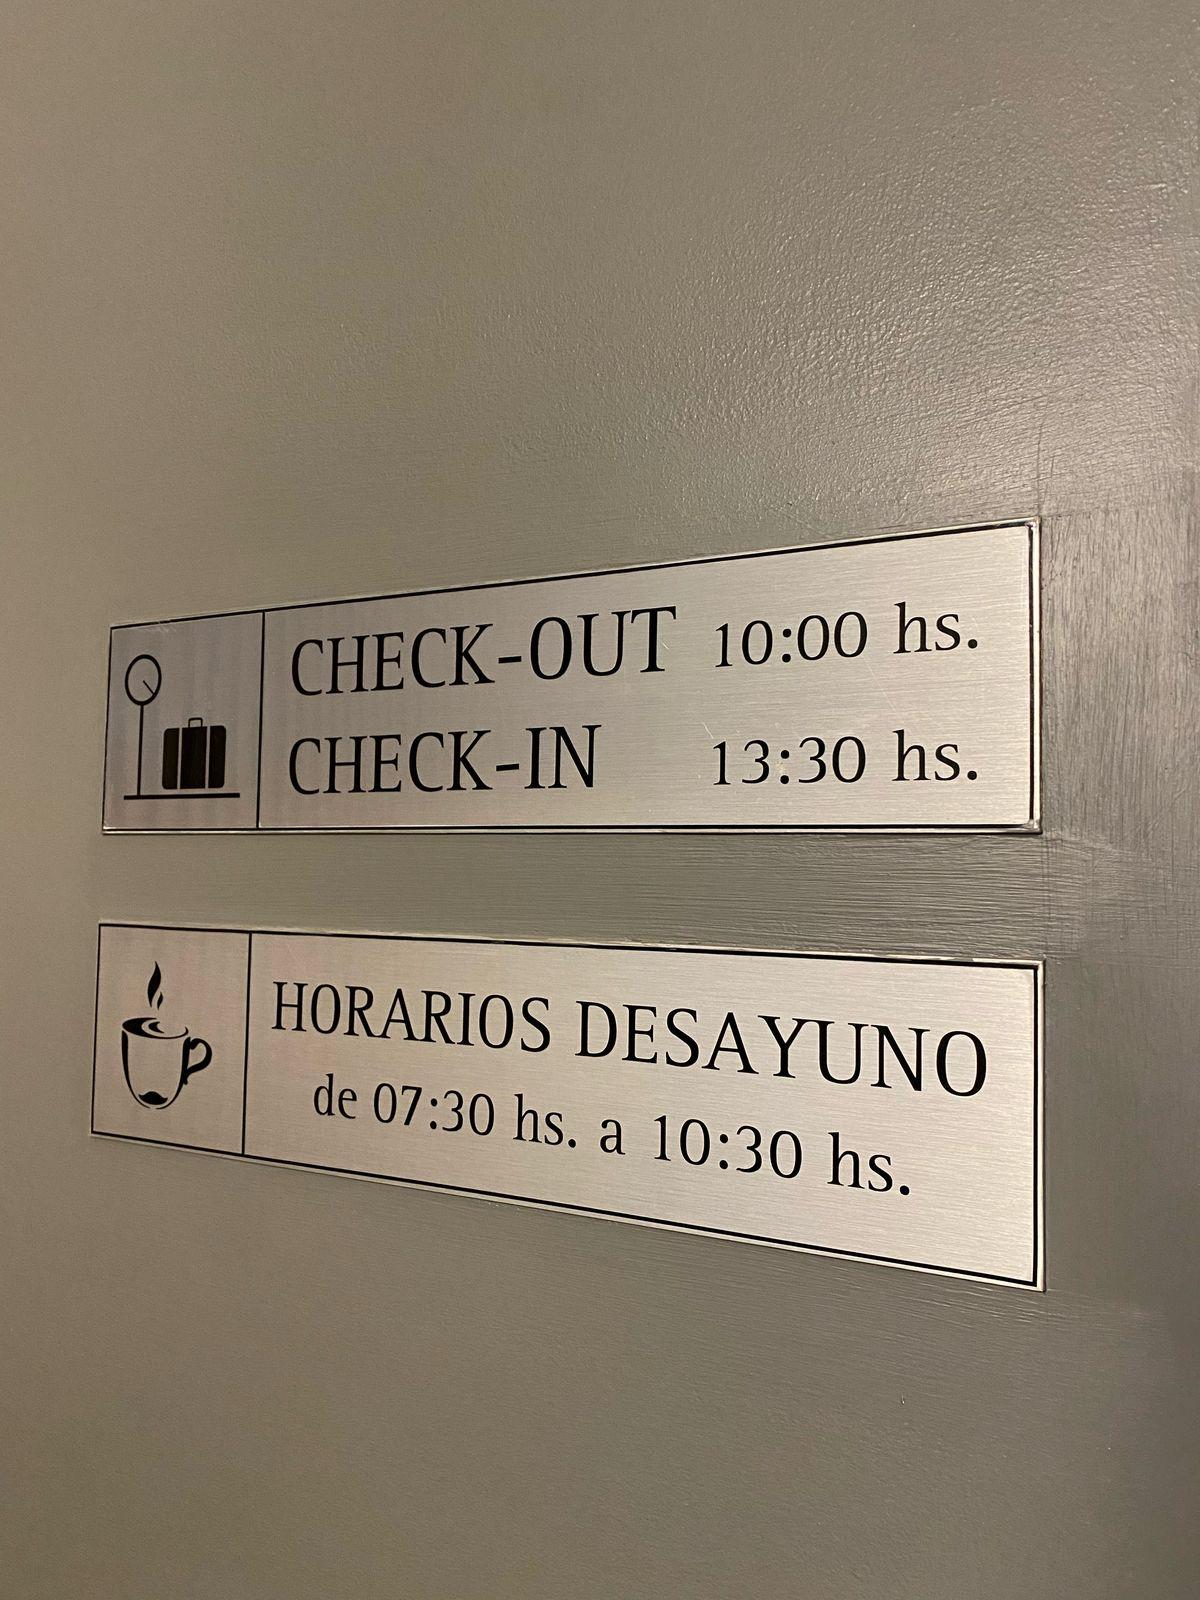 CHECK-OUT 10:00 hs.
CHECK-IN 13:30 hs.
HORARIOS DESAYUNO
de 07:30 hs. a 10:30 hs.